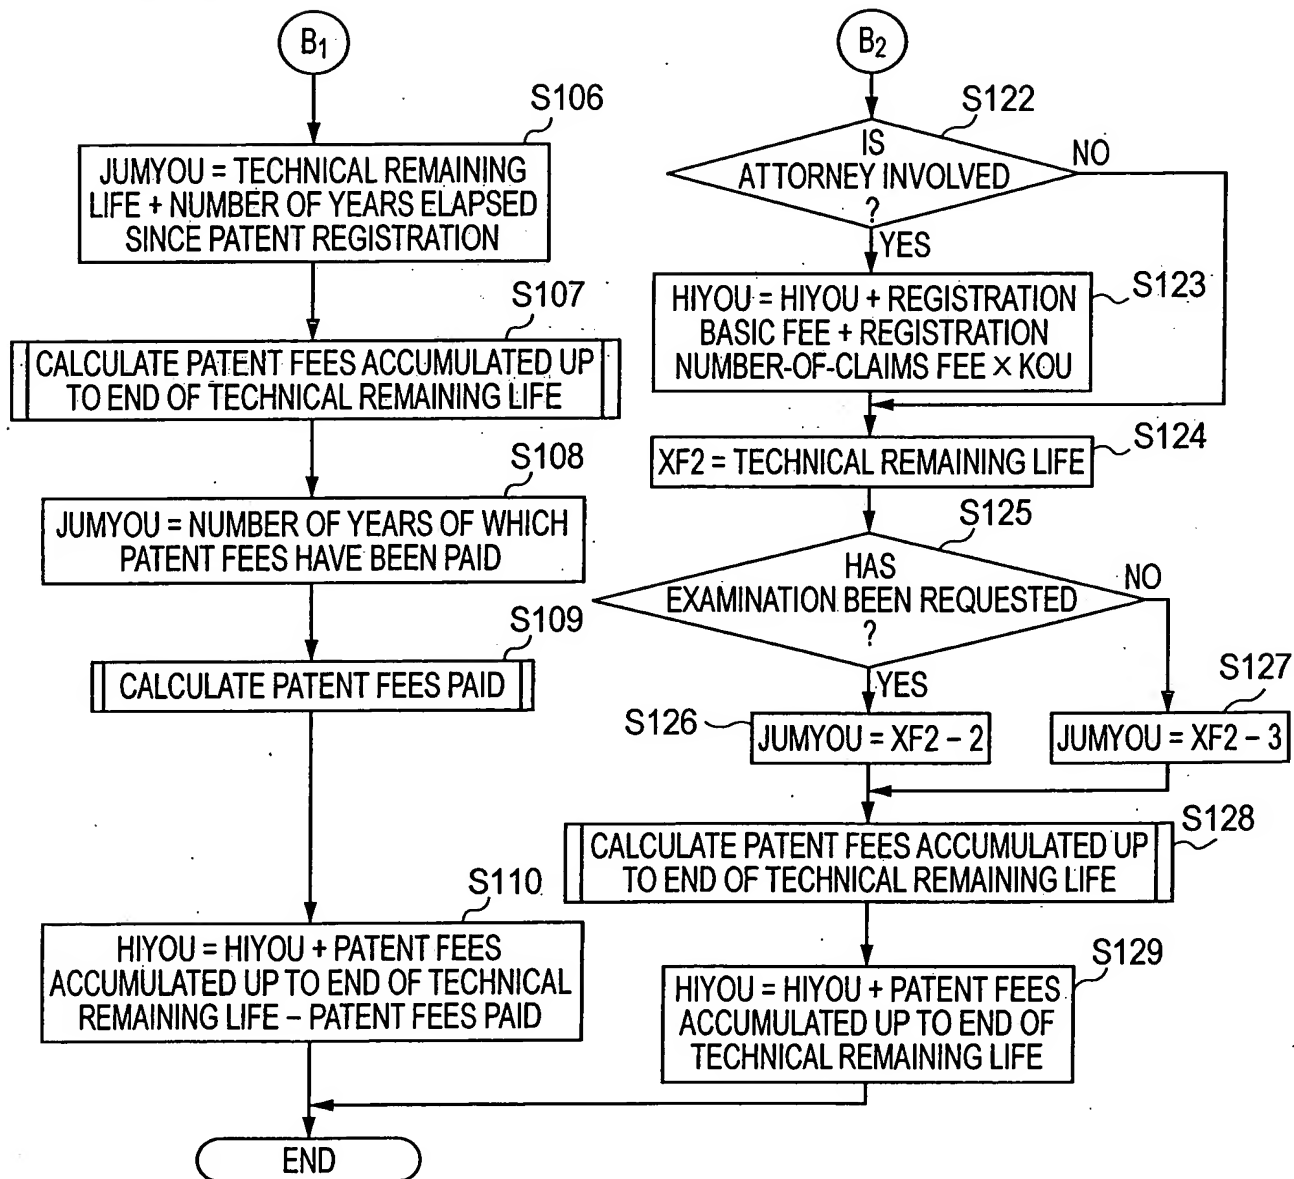 B1
S106
JUMYOU = TECHNICAL REMAINING
LIFE + NUMBER OF YEARS ELAPSED
SINCE PATENT REGISTRATION
S107
CALCULATE PATENT FEES ACCUMULATED UP
TO END OF TECHNICAL REMAINING LIFE
S108
JUMYOU = NUMBER OF YEARS OF WHICH
PATENT FEES HAVE BEEN PAID
S109
CALCULATE PATENT FEES PAID
S110
HIYOU = HIYOU + PATENT FEES
ACCUMULATED UP TO END OF TECHNICAL
REMAINING LIFE – PATENT FEES PAID
END
B2
S122
IS
ATTORNEY INVOLVED
?
NO
YES
S123
HIYOU = HIYOU + REGISTRATION
BASIC FEE + REGISTRATION
NUMBER-OF-CLAIMS FEE × KOU
S124
XF2 = TECHNICAL REMAINING LIFE
S125
HAS
EXAMINATION BEEN REQUESTED
?
NO
YES
S126
JUMYOU = XF2 – 2
S127
JUMYOU = XF2 – 3
S128
CALCULATE PATENT FEES ACCUMULATED UP
TO END OF TECHNICAL REMAINING LIFE
S129
HIYOU = HIYOU + PATENT FEES
ACCUMULATED UP TO END OF
TECHNICAL REMAINING LIFE